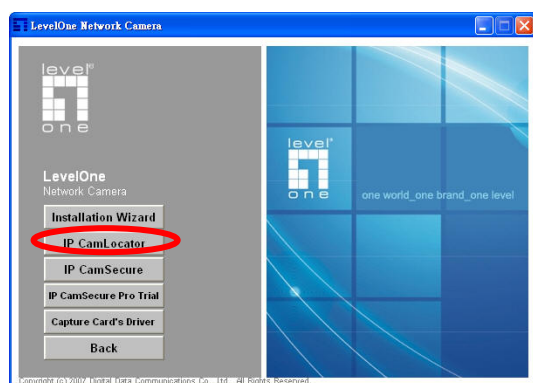 LevelOne Network Camera
level®
one
LevelOne
Network Camera
Installation Wizard
IP CamLocator
IP CamSecure
IP CamSecure Pro Trial
Capture Card's Driver
Back
level®
one
one world_one brand_one level
Copyright (c) 2007 Digital Data Communications Co., Ltd. All Rights Reserved.